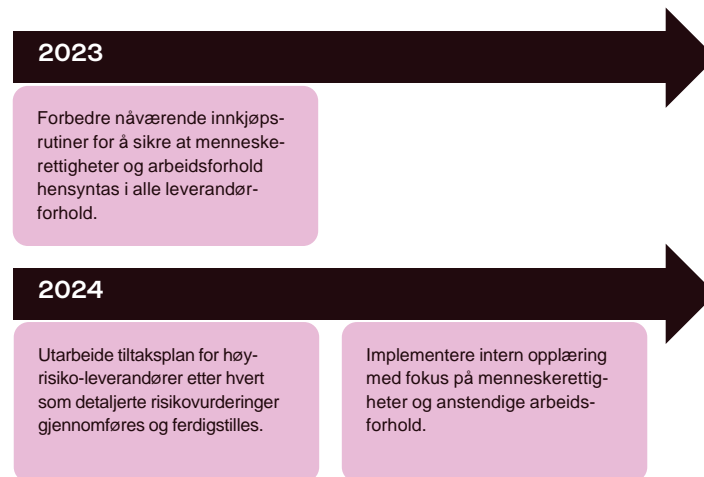 2023
Forbedre nåværende innkjøps-
rutiner for å sikre at menneske-
rettigheter og arbeidsforhold
hensyntas i alle leverandør-
forhold.
2024
Utarbeide tiltaksplan for høy-
risiko-leverandører etter hvert
som detaljerte risikovurderinger
gjennomføres og ferdigstilles.
Implementere intern opplæring
med fokus på menneskerettig-
heter og anstendige arbeids-
forhold.